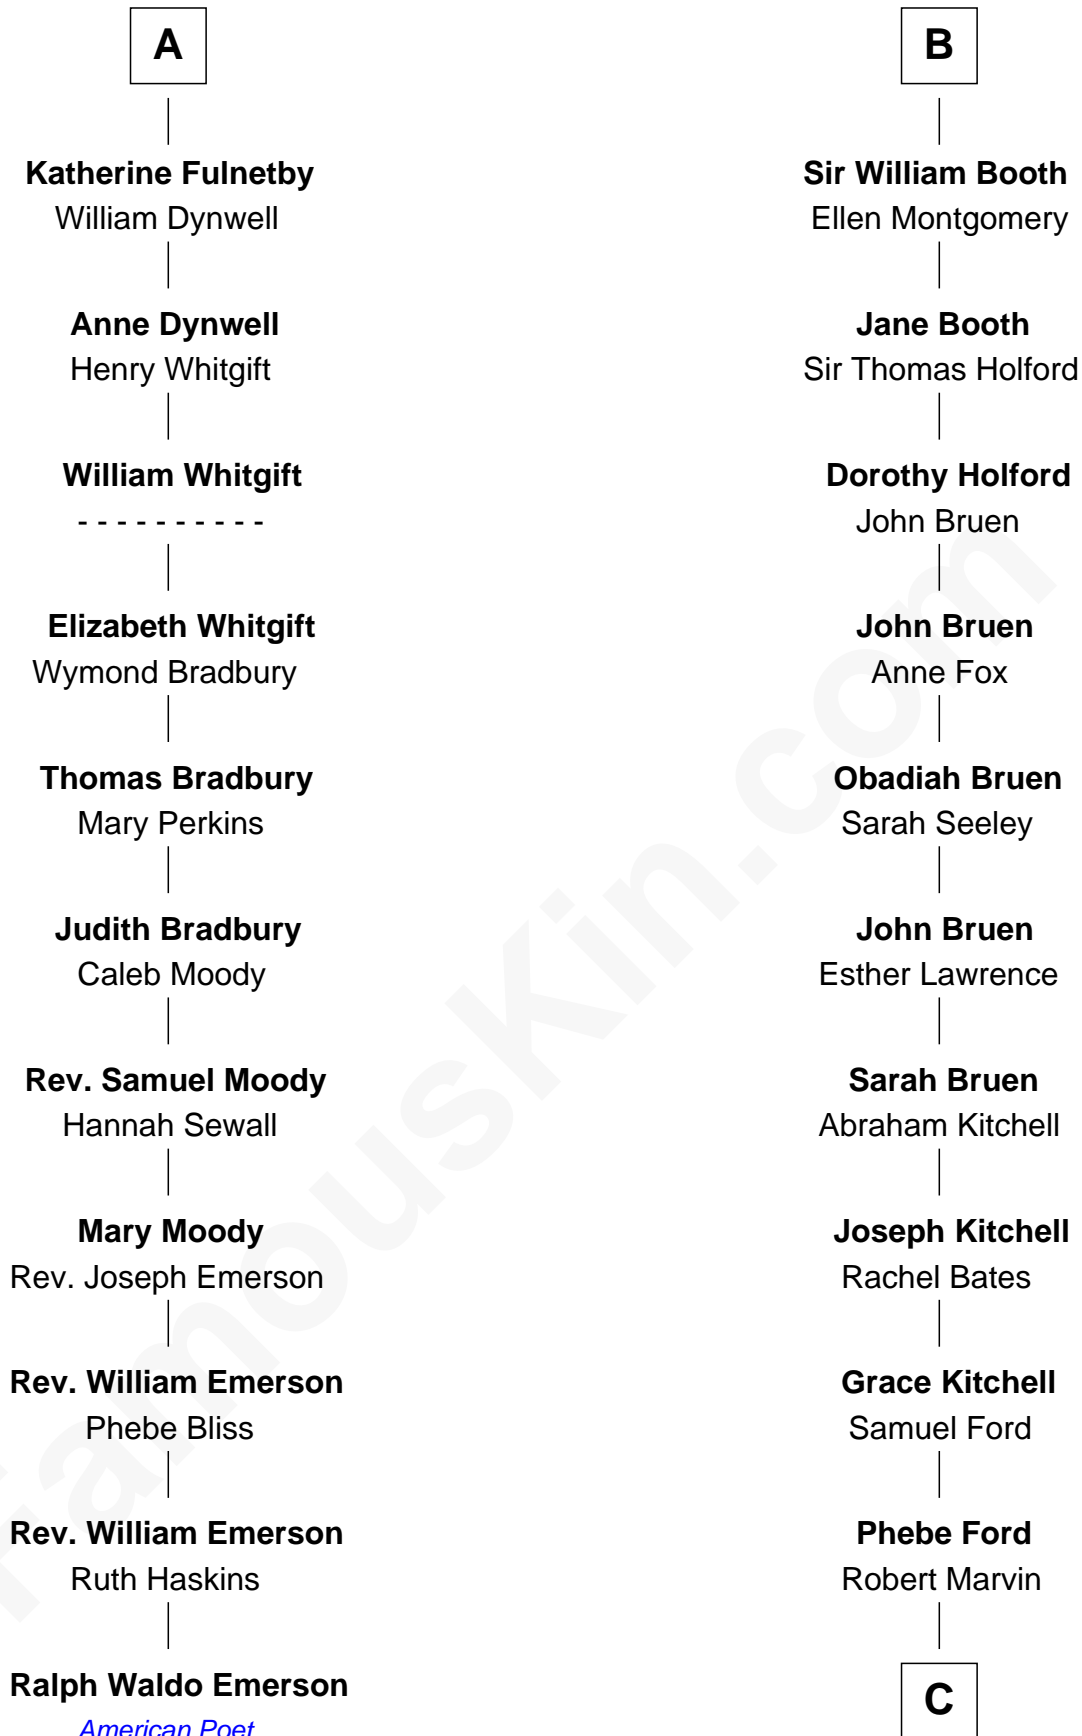 A
Katherine Fulnetby
William Dynwell
Anne Dynwell
Henry Whitgift
William Whitgift
- - - - - - - - - -
Elizabeth Whitgift
Wymond Bradbury
Thomas Bradbury
Mary Perkins
Judith Bradbury
Caleb Moody
Rev. Samuel Moody
Hannah Sewall
Mary Moody
Rev. Joseph Emerson
Rev. William Emerson
Phebe Bliss
Rev. William Emerson
Ruth Haskins
Ralph Waldo Emerson
American Poet
B
Sir William Booth
Ellen Montgomery
Jane Booth
Sir Thomas Holford
Dorothy Holford
John Bruen
John Bruen
Anne Fox
Obadiah Bruen
Sarah Seeley
John Bruen
Esther Lawrence
Sarah Bruen
Abraham Kitchell
Joseph Kitchell
Rachel Bates
Grace Kitchell
Samuel Ford
Phebe Ford
Robert Marvin
C
FamousKin.com